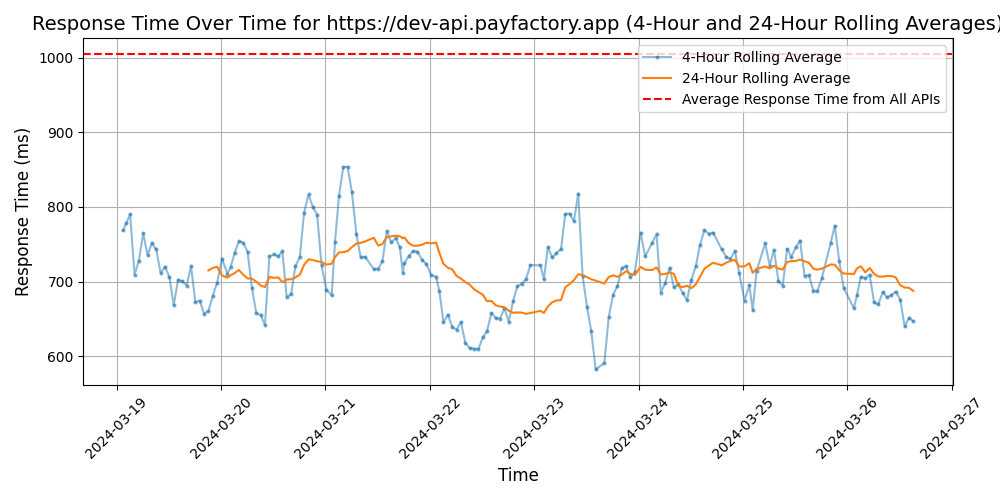 Response Time Over Time for https://dev-api.payfactory.app (4-Hour and 24-Hour Rolling Averages)
4-Hour Rolling Average
24-Hour Rolling Average
Average Response Time from All APIs
Response Time (ms)
1000
900
800
700
600
2024-03-19
2024-03-20
2024-03-21
2024-03-22
2024-03-23
2024-03-24
2024-03-25
2024-03-26
2024-03-27
Time